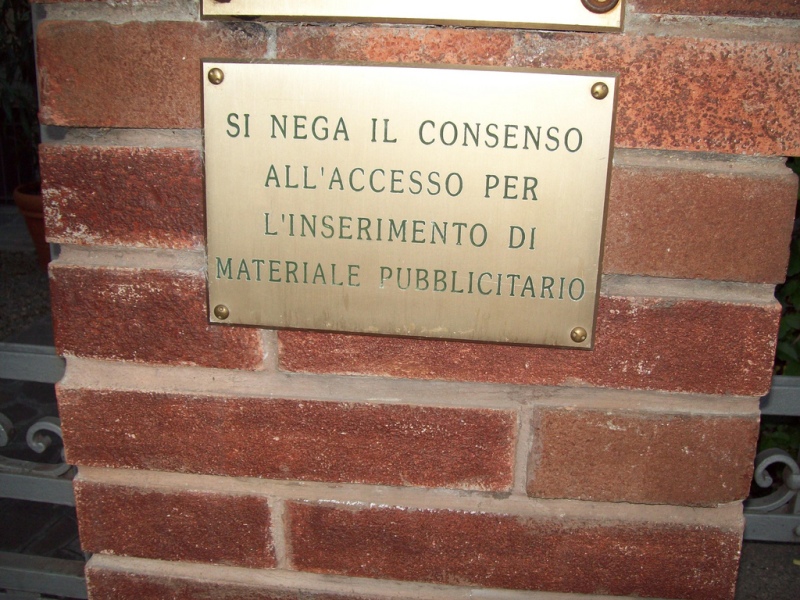 SI NEGA IL CONSENSO
ALL'ACCESSO PER
L'INSERIMENTO DI
MATERIALE PUBBLICITARIO